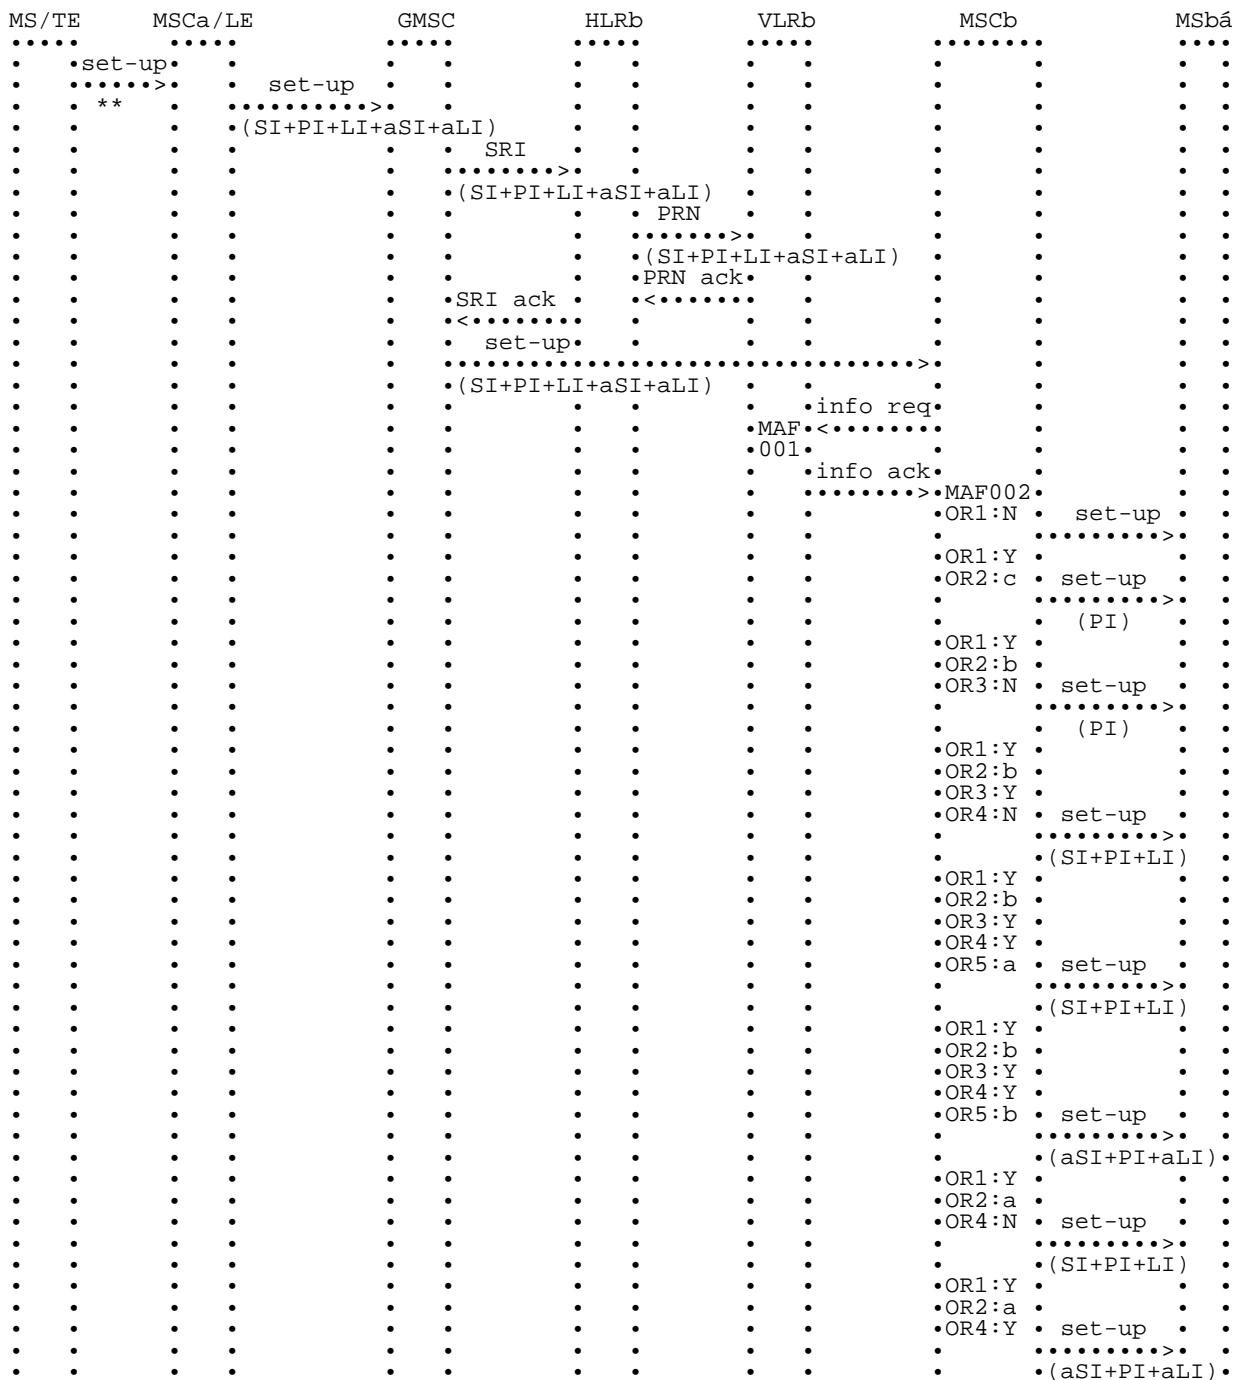 MS/TE MSCa/LE GMSC HLRb VLRb MSCb MSbá
set-up
set-up
**
(SI+PI+LI+aSI+aLI)
SRI
(SI+PI+LI+aSI+aLI)
PRN
(SI+PI+LI+aSI+aLI)
PRN ack
SRI ack
set-up
(SI+PI+LI+aSI+aLI)
info req
MAF
001
info ack
MAF002
OR1:N set-up
OR1:Y
OR2:c set-up
(PI)
OR1:Y
OR2:b
OR3:N set-up
(PI)
OR1:Y
OR2:b
OR3:Y
OR4:N set-up
(SI+PI+LI)
OR1:Y
OR2:b
OR3:Y
OR4:Y
OR5:a set-up
(SI+PI+LI)
OR1:Y
OR2:b
OR3:Y
OR4:Y
OR5:b set-up
(aSI+PI+aLI)
OR1:Y
OR2:a
OR4:N set-up
(SI+PI+LI)
OR1:Y
OR2:a
OR4:Y set-up
(aSI+PI+aLI)